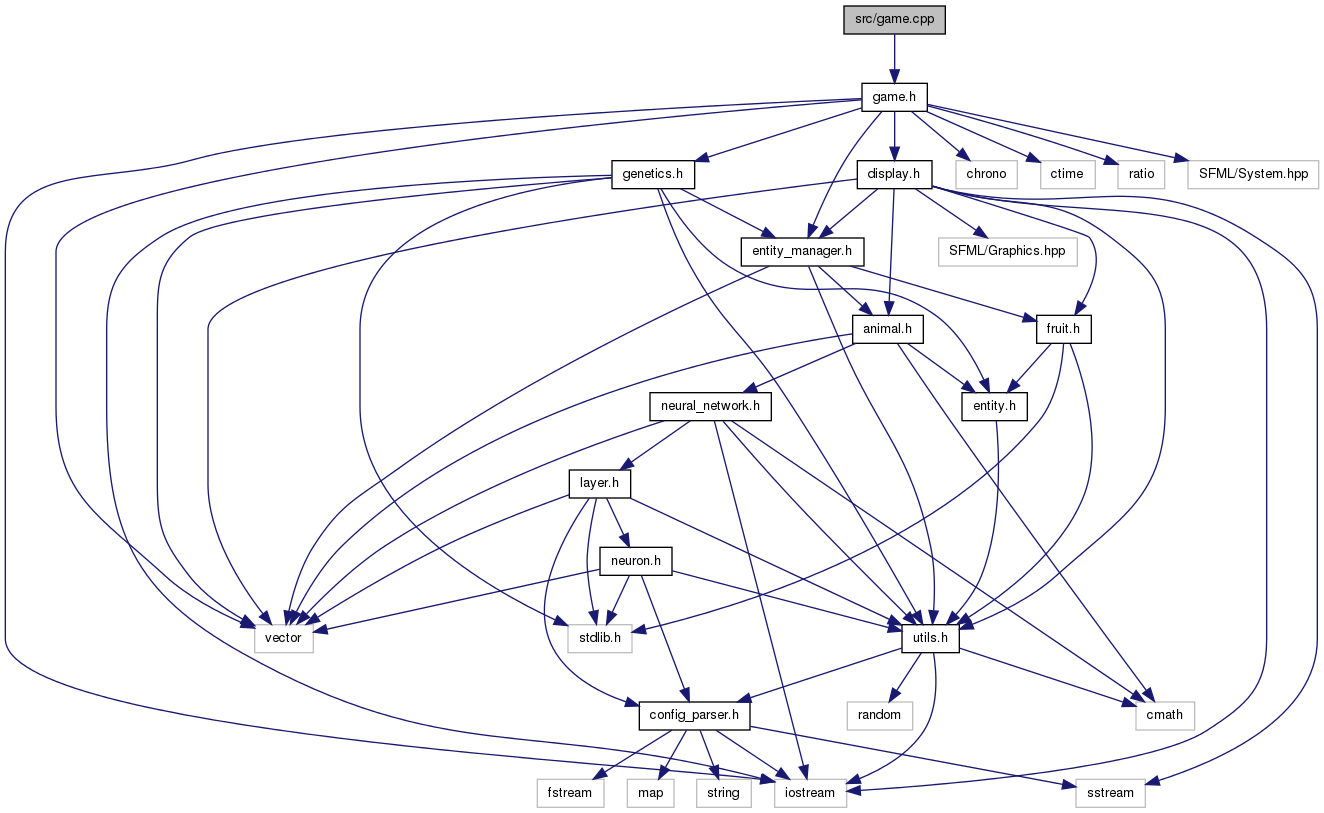 src/game.cpp
game.h
genetics.h
display.h
chrono
ctime
ratio
SFML/System.hpp
entity_manager.h
SFML/Graphics.hpp
animal.h
fruit.h
neural_network.h
entity.h
layer.h
neuron.h
vector
stdlib.h
utils.h
config_parser.h
random
cmath
fstream
map
string
iostream
sstream